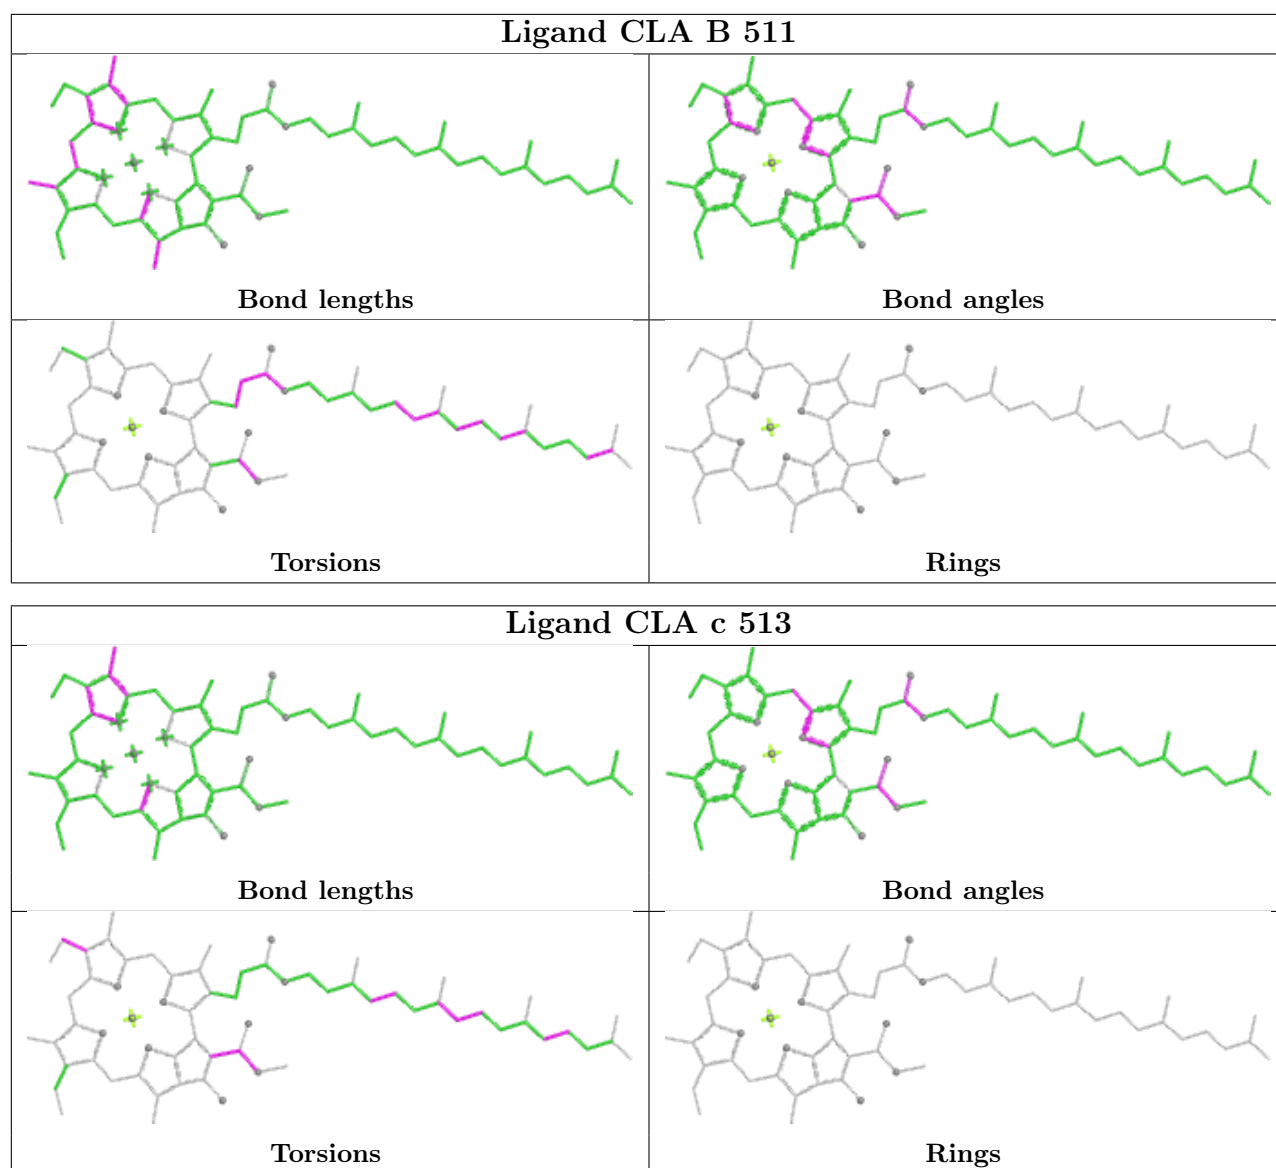 Ligand CLA B 511
Bond lengths
Bond angles
Torsions
Rings
Ligand CLA c 513
Bond lengths
Bond angles
Torsions
Rings